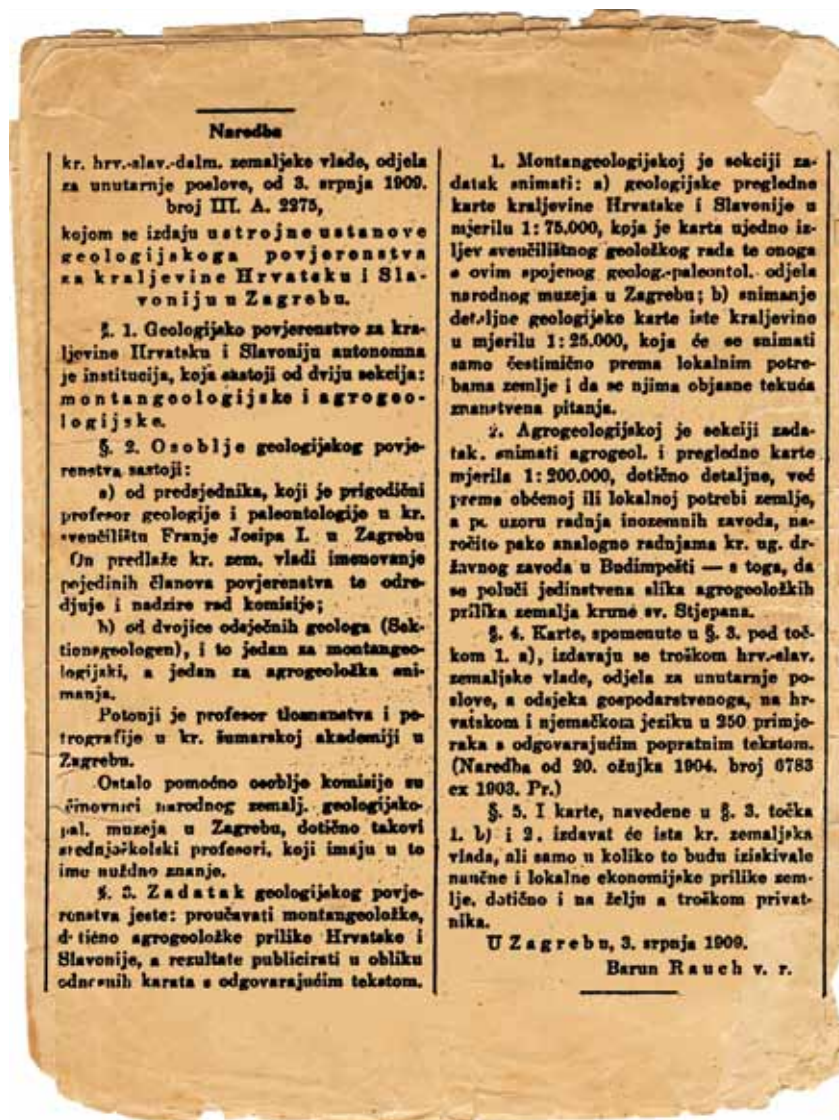 Naredba
kr. hrv.-slav.-dalm. zemaljske vlade, odjela
za unutarnje poslove, od 3. srpnja 1909.
broj III. A. 2275,
kojom se izdaju ustrojne ustanove
geologijskoga povjerenstva
za kraljevine Hrvatsku i Sla-
voniju u Zagrebu.
§. 1. Geologijsko povjerenstvo za kra-
ljevine Hrvatsku i Slavoniju autonomna
je institucija, koja sastoji od dviju sekcija:
montangeologijske i agrogeo-
logijske.
§. 2. Osoblje geologijskog povje-
renstva sastoji:
a) od predsjednika, koji je prigodični
profesor geologije i paleontologije u kr.
sveučilištu Franje Josipa I. u Zagrebu
On predlaže kr. zem. vladi imenovanje
pojedinih članova povjerenstva te odre-
djuje i nadzire rad komisije;
b) od dvojice odsječnih geologa (Sek-
tionsgeologen), i to jedan za montangeo-
logijski, a jedan za agrogeološka sni-
manja.
Potonji je profesor tloznanstva i pe-
trografije u kr. šumarskoj akademiji u
Zagrebu.
Ostalo pomoćno osoblje komisije su
činovnici narodnog zemalj. geologijsko-
pal. muzeja u Zagrebu, dotično takovi
srednjoškolski profesori, koji imaju u to
ime nuždno znanje.
§. 3. Zadatak geologijskog povje-
renstva jeste: proučavati montangeoložke,
dotično agrogeoložke prilike Hrvatske i
Slavonije, a rezultate publicirati u obliku
odnosnih karata s odgovarajućim tekstom.
1. Montangeologijskoj je sekciji za-
datak snimati: a) geologijske pregledne
karte kraljevine Hrvatske i Slavonije u
mjerilu 1:75.000, koja je karta ujedno iz-
ljev sveučilištnog geoložkog rada te onoga
s ovim spojenog geolog.-paleontol. odjela
narodnog muzeja u Zagrebu; b) snimanje
detaljne geologijske karte iste kraljevine
u mjerilu 1:25.000, koja će se snimati
samo čestimično prema lokalnim potre-
bama zemlje i da se njima objasne tekuća
znanstvena pitanja.
2. Agrogeologijskoj je sekciji zada-
tak. snimati agrogeol. i pregledne karte
mjerila 1:200.000, dotično detaljne, već
prema obćenoj ili lokalnoj potrebi zemlje,
a po uzoru radnja inozemnih zavoda, na-
ročito pako analogno radnjama kr. ug. dr-
žavnog zavoda u Budimpešti — s toga, da
se poluči jedinstvena slika agrogeoložkih
prilika zemalja krune sv. Stjepana.
§. 4. Karte, spomenute u §. 3. pod toč-
kom 1. a), izdavaju se troškom hrv.-slav.
zemaljske vlade, odjela za unutarnje po-
slove, a odsjeka gospodarstvenoga, na hr-
vatskom i njemačkom jeziku u 250 primje-
raka s odgovarajućim popratnim tekstom.
(Naredba od 20. ožujka 1904. broj 6783
ex 1903. Pr.)
§. 5. I karte, navedene u §. 3. točka
1. b) i 2. izdavat će ista kr. zemaljska
vlada, ali samo u koliko to budu iziskivale
naučne i lokalne ekonomijske prilike zem-
lje, dotično i na želju a troškom privat-
nika.
U Zagrebu, 3. srpnja 1909.
Barun Rauch v. r.